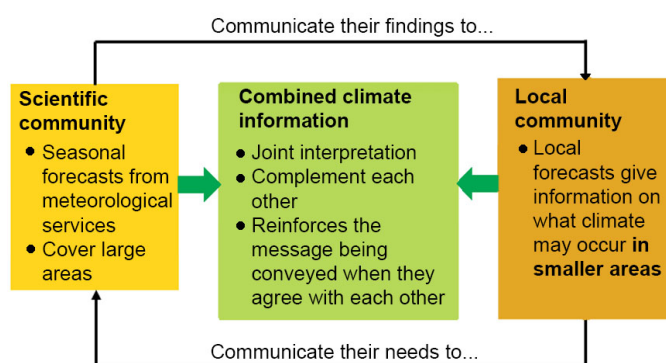 Communicate their findings to...
Scientific
community
● Seasonal
forecasts from
meteorological
services
● Cover large
areas
Combined climate
information
● Joint interpretation
● Complement each
other
● Reinforces the
message being
conveyed when they
agree with each other
Local
community
● Local
forecasts give
information on
what climate
may occur in
smaller areas
Communicate their needs to...